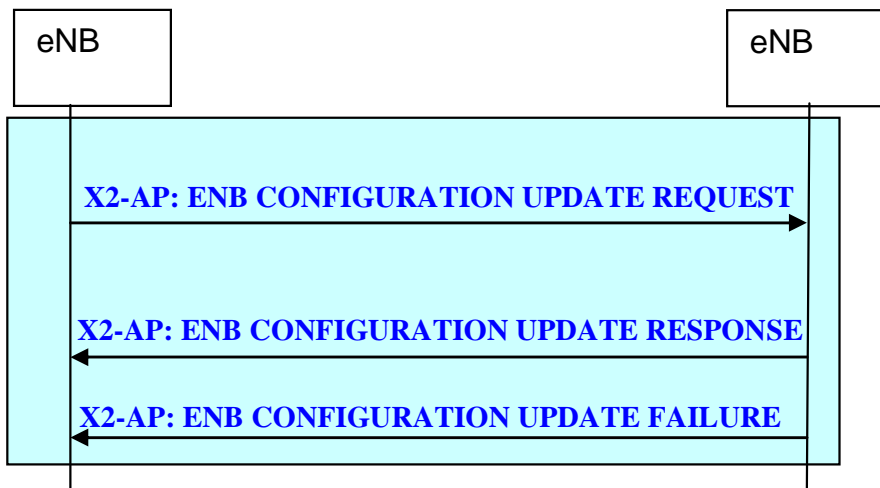 eNB
eNB
X2-AP: ENB CONFIGURATION UPDATE REQUEST
X2-AP: ENB CONFIGURATION UPDATE RESPONSE
X2-AP: ENB CONFIGURATION UPDATE FAILURE